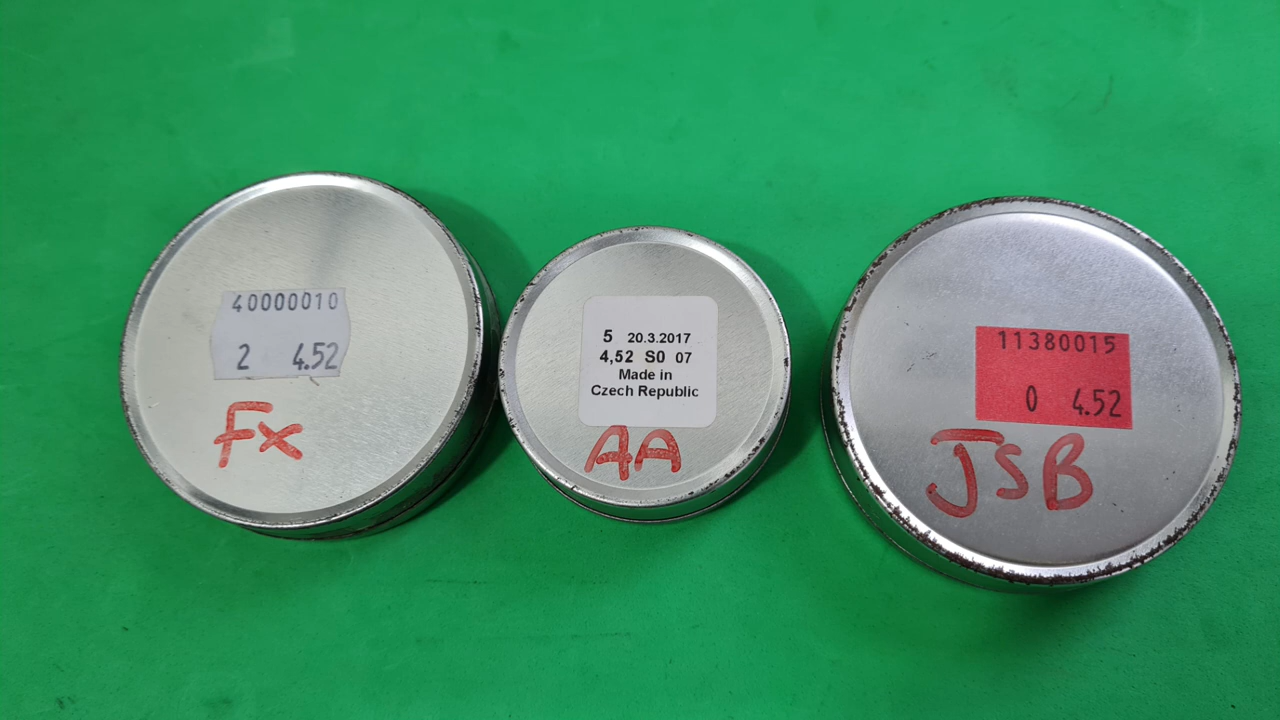 40000010
2 4.52
Fx
5 20.3.2017
4,52 S0 07
Made in
Czech Republic
AA
11380015
0 4.52
JSB